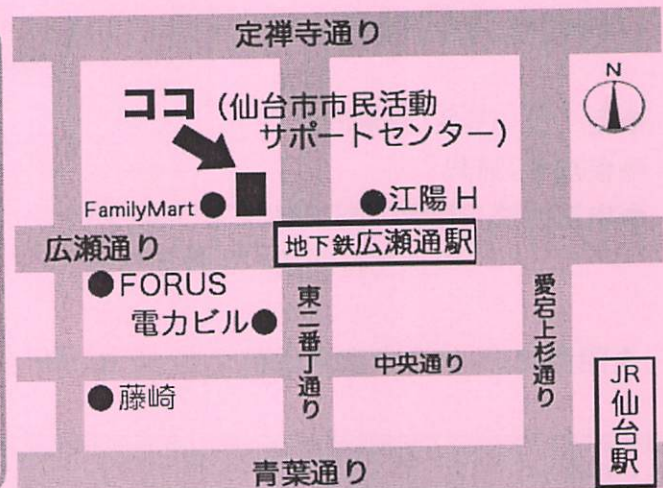 定禅寺通り
N
ココ（仙台市市民活動
サポートセンター）
FamilyMart
江陽 H
広瀬通り
地下鉄広瀬通駅
FORUS
電力ビル
東二番丁通り
愛宕上杉通り
中央通り
JR
仙台駅
藤崎
青葉通り